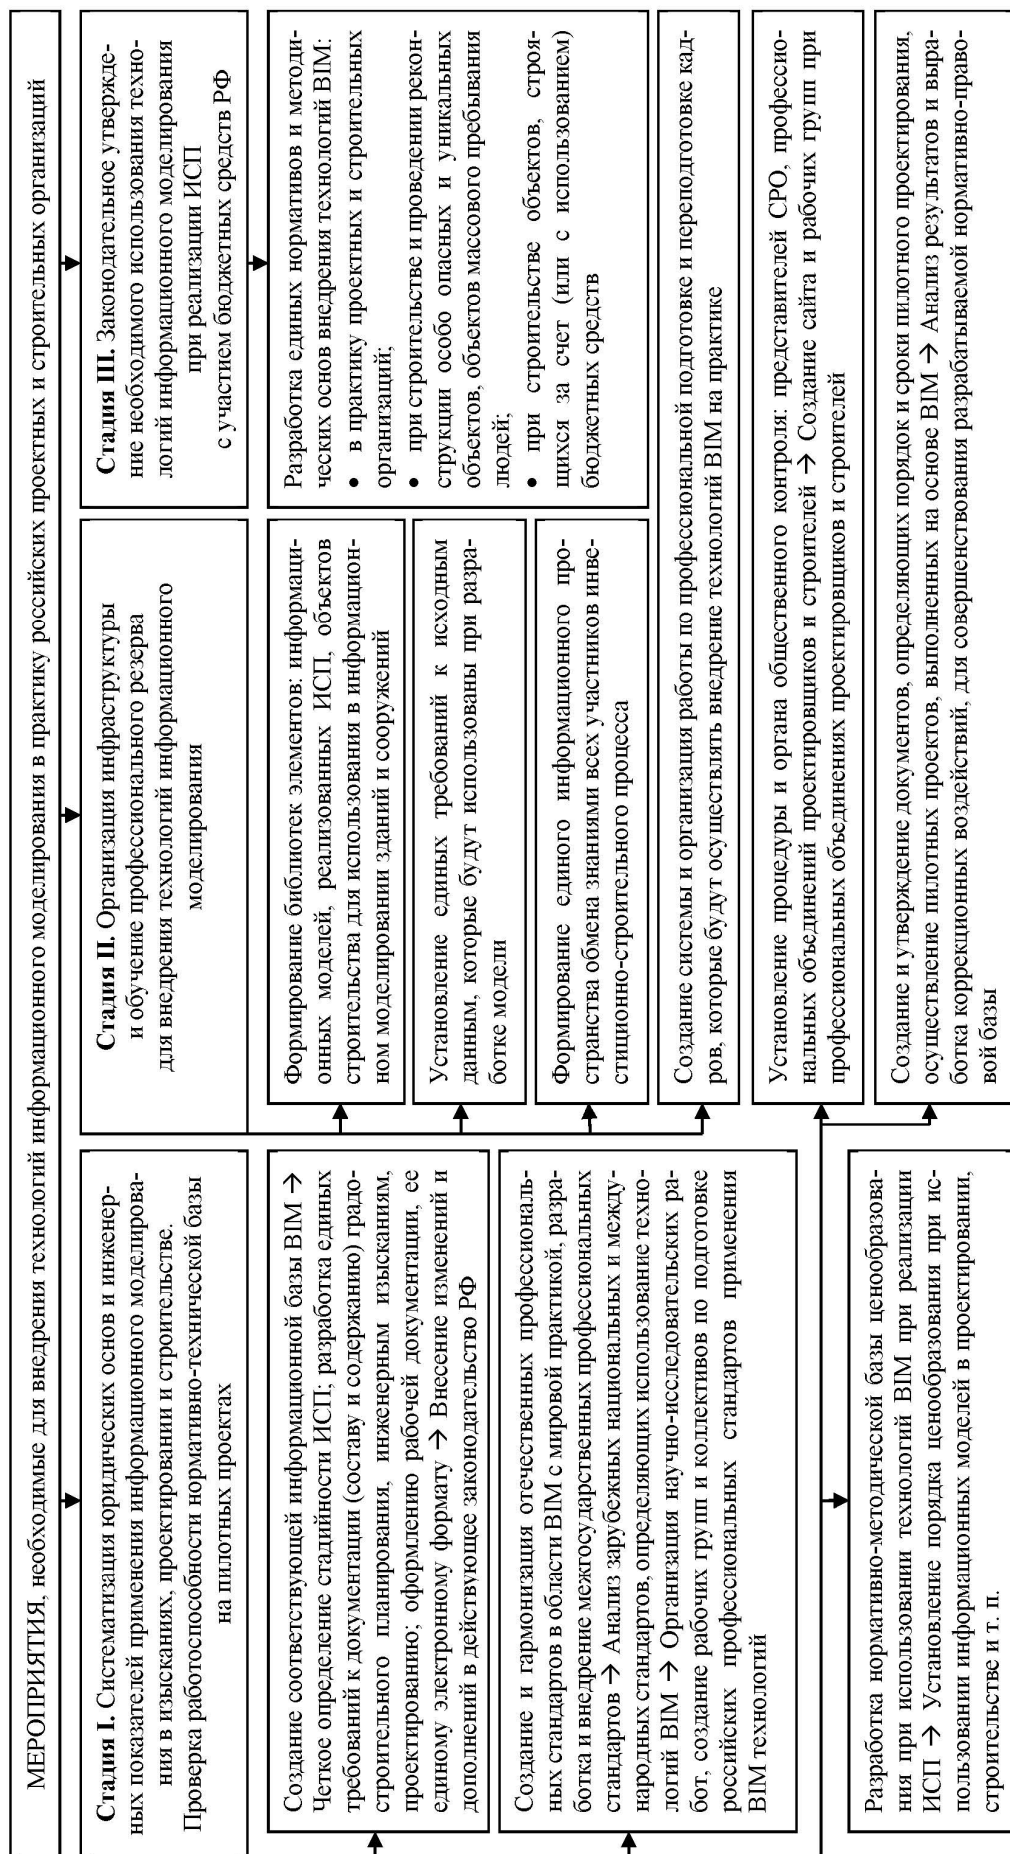 МЕРОПРИЯТИЯ, необходимые для внедрения технологий информационного моделирования в практику российских проектных и строительных организаций
Стадия I. Систематизация юридических основ и инженер-
ных показателей применения информационного моделирова-
ния в изысканиях, проектировании и строительстве.
Проверка работоспособности нормативно-технической базы
на пилотных проектах
Создание соответствующей информационной базы BIM →
Четкое определение стадийности ИСП; разработка единых
требований к документации (составу и содержанию) градо-
строительного планирования, инженерным изысканиям,
проектированию; оформлению рабочей документации, ее
единому электронному формату → Внесение изменений и
дополнений в действующее законодательство РФ
Создание и гармонизация отечественных профессиональ-
ных стандартов в области BIM с мировой практикой, разра-
ботка и внедрение межгосударственных профессиональных
стандартов → Анализ зарубежных национальных и между-
народных стандартов, определяющих использование техно-
логий BIM → Организация научно-исследовательских ра-
бот, создание рабочих групп и коллективов по подготовке
российских профессиональных стандартов применения
BIM технологий
Разработка нормативно-методической базы ценообразова-
ния при использовании технологий BIM при реализации
ИСП → Установление порядка ценообразования при ис-
пользовании информационных моделей в проектировании,
строительстве и т. п.
Стадия II. Организация инфраструктуры
и обучение профессионального резерва
для внедрения технологий информационного
моделирования
Формирование библиотек элементов: информаци-
онных моделей, реализованных ИСП, объектов
строительства для использования в информацион-
ном моделировании зданий и сооружений
Установление единых требований к исходным
данным, которые будут использованы при разра-
ботке модели
Формирование единого информационного про-
странства обмена знаниями всех участников инве-
стиционно-строительного процесса
Создание системы и организация работы по профессиональной подготовке и переподготовке кад-
ров, которые будут осуществлять внедрение технологий BIM на практике
Установление процедуры и органа общественного контроля: представителей СРО, профессио-
нальных объединений проектировщиков и строителей → Создание сайта и рабочих групп при
профессиональных объединениях проектировщиков и строителей
Создание и утверждение документов, определяющих порядок и сроки пилотного проектирования,
осуществление пилотных проектов, выполненных на основе BIM → Анализ результатов и выра-
ботка коррекционных воздействий, для совершенствования разрабатываемой нормативно-право-
вой базы
Стадия III. Законодательное утвержде-
ние необходимого использования техно-
логий информационного моделирования
при реализации ИСП
с участием бюджетных средств РФ
Разработка единых нормативов и методи-
ческих основ внедрения технологий BIM:
• в практику проектных и строительных
организаций;
• при строительстве и проведении рекон-
струкции особо опасных и уникальных
объектов, объектов массового пребывания
людей;
• при строительстве объектов, строя-
щихся за счет (или с использованием)
бюджетных средств